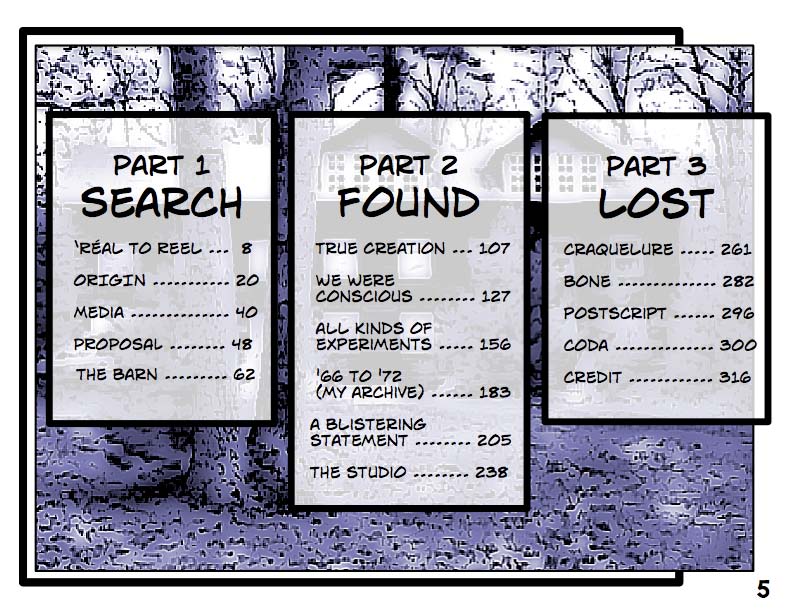 PART 1
SEARCH
'RÉAL TO REEL ... 8
ORIGIN ........... 20
MEDIA ............ 40
PROPOSAL ........ 48
THE BARN ......... 62
PART 2
FOUND
TRUE CREATION ... 107
WE WERE
CONSCIOUS ........ 127
ALL KINDS OF
EXPERIMENTS ..... 156
'66 TO '72
(MY ARCHIVE) ...... 183
A BLISTERING
STATEMENT ........ 205
THE STUDIO ........ 238
PART 3
LOST
CRAQUELURE ..... 261
BONE .............. 282
POSTSCRIPT ...... 296
CODA ............. 300
CREDIT ............ 316
5